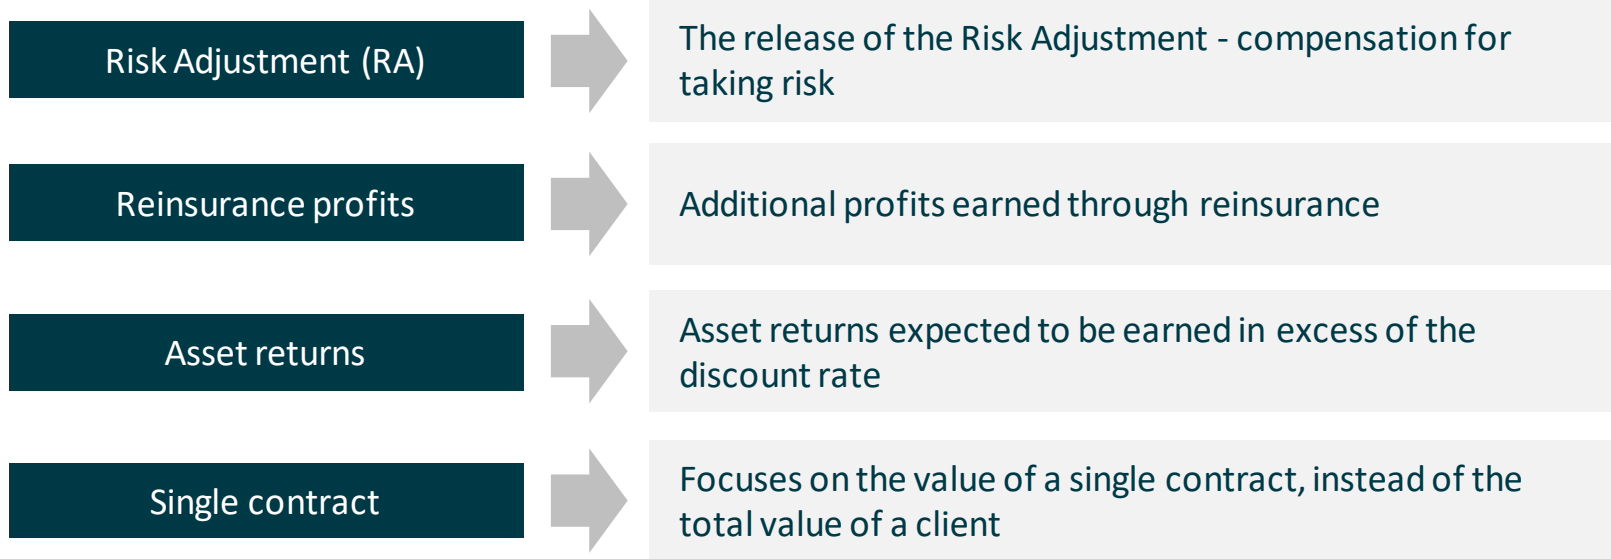 Risk Adjustment (RA)
The release of the Risk Adjustment - compensation for
taking risk
Reinsurance profits
Additional profits earned through reinsurance
Asset returns
Asset returns expected to be earned in excess of the
discount rate
Single contract
Focuses on the value of a single contract, instead of the
total value of a client